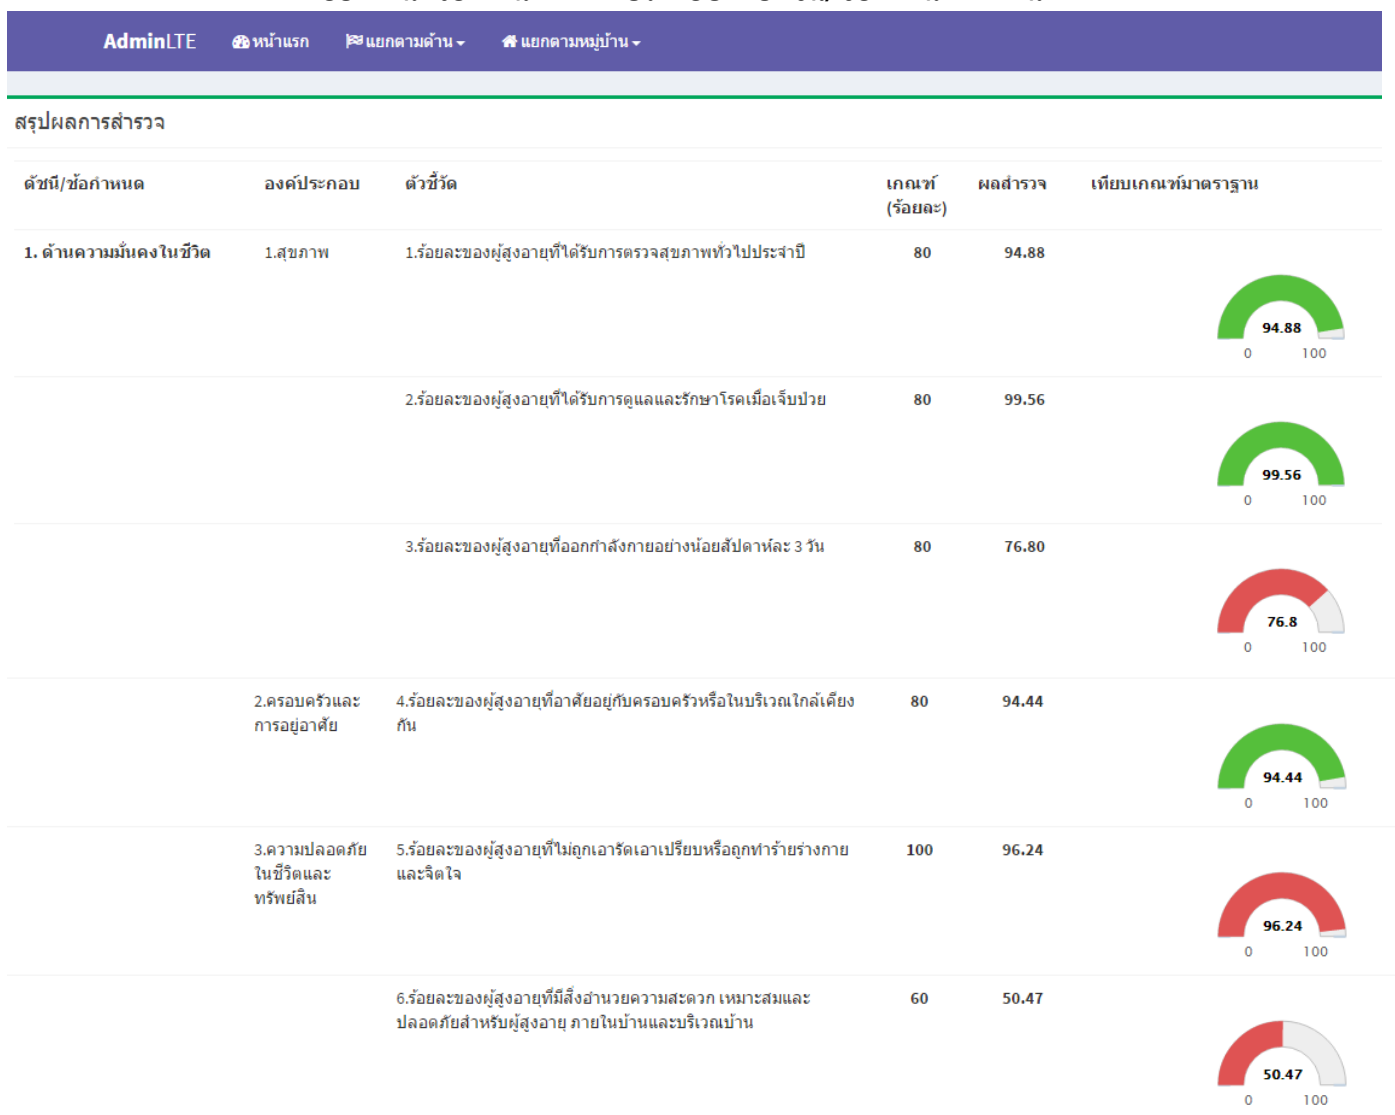 AdminLTE หน้าแรก แยกตามด้าน แยกตามหมู่บ้าน
สรุปผลการสำรวจ
ดัชนี/ข้อกำหนด องค์ประกอบ ตัวชี้วัด เกณฑ์ ผลสำรวจ เทียบเกณฑ์มาตราฐาน
(ร้อยละ)
1. ด้านความมั่นคงในชีวิต 1.สุขภาพ 1.ร้อยละของผู้สูงอายุที่ได้รับการตรวจสุขภาพทั่วไปประจำปี 80 94.88
94.88
0 100
2.ร้อยละของผู้สูงอายุที่ได้รับการดูแลและรักษาโรคเมื่อเจ็บป่วย 80 99.56
99.56
0 100
3.ร้อยละของผู้สูงอายุที่ออกกำลังกายอย่างน้อยสัปดาห์ละ 3 วัน 80 76.80
76.8
0 100
2.ครอบครัวและ 4.ร้อยละของผู้สูงอายุที่อาศัยอยู่กับครอบครัวหรือในบริเวณใกล้เคียง 80 94.44
การอยู่อาศัย กัน
94.44
0 100
3.ความปลอดภัย 5.ร้อยละของผู้สูงอายุที่ไม่ถูกเอารัดเอาเปรียบหรือถูกทำร้ายร่างกาย 100 96.24
ในชีวิตและ และจิตใจ
ทรัพย์สิน
96.24
0 100
6.ร้อยละของผู้สูงอายุที่มีสิ่งอำนวยความสะดวก เหมาะสมและ 60 50.47
ปลอดภัยสำหรับผู้สูงอายุ ภายในบ้านและบริเวณบ้าน
50.47
0 100